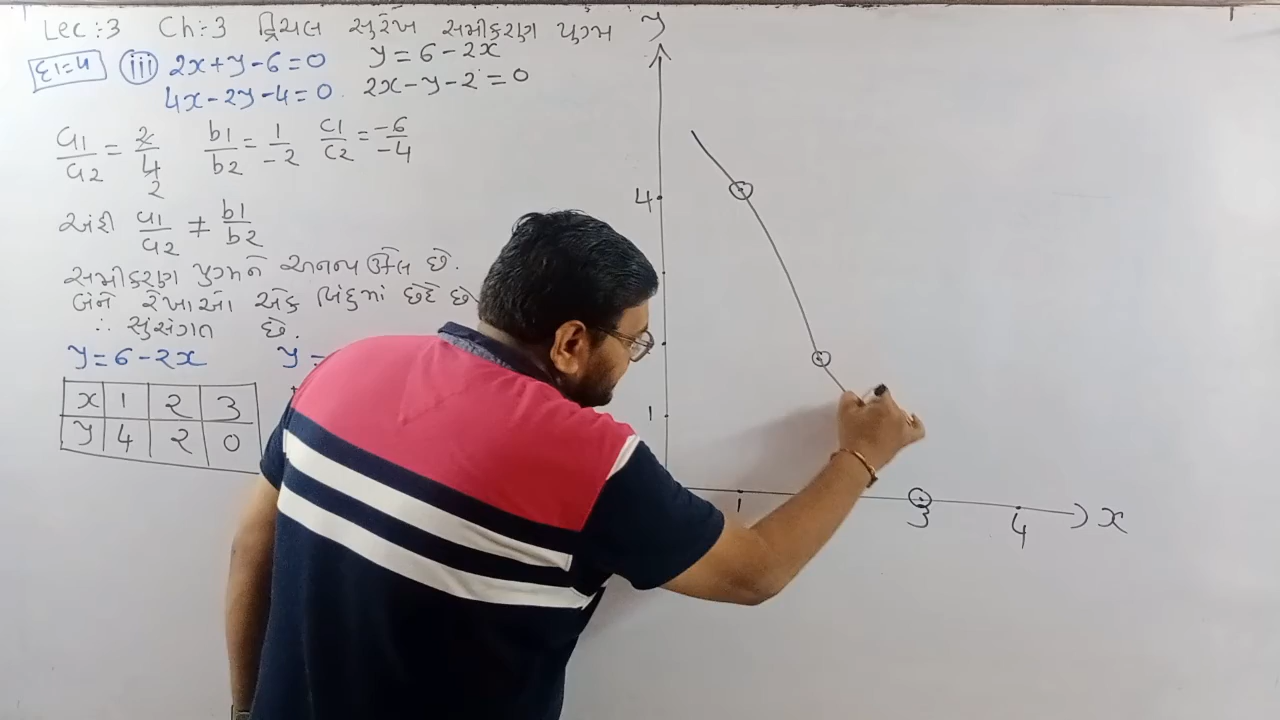 Lec:3 Ch:3 દ્વિચલ સુરેખ સમીકરણ યુગ્મ
દા=4 (iii) 2x+y-6=0 y=6-2x
4x-2y-4=0. 2x-y-2=0
a1/a2 = 2/4 b1/b2 = 1/-2 c1/c2 = -6/-4
2
અહીં a1/a2 ≠ b1/b2
સમીકરણ યુગ્મને અનન્ય ઊકેલ છે.
બંને રેખાઓ એક બિંદુમાં છેદે છે
∴ સુસંગત છે.
y=6-2x y=
x 1 2 3
y 4 2 0
y
4
1
1 3 4 x